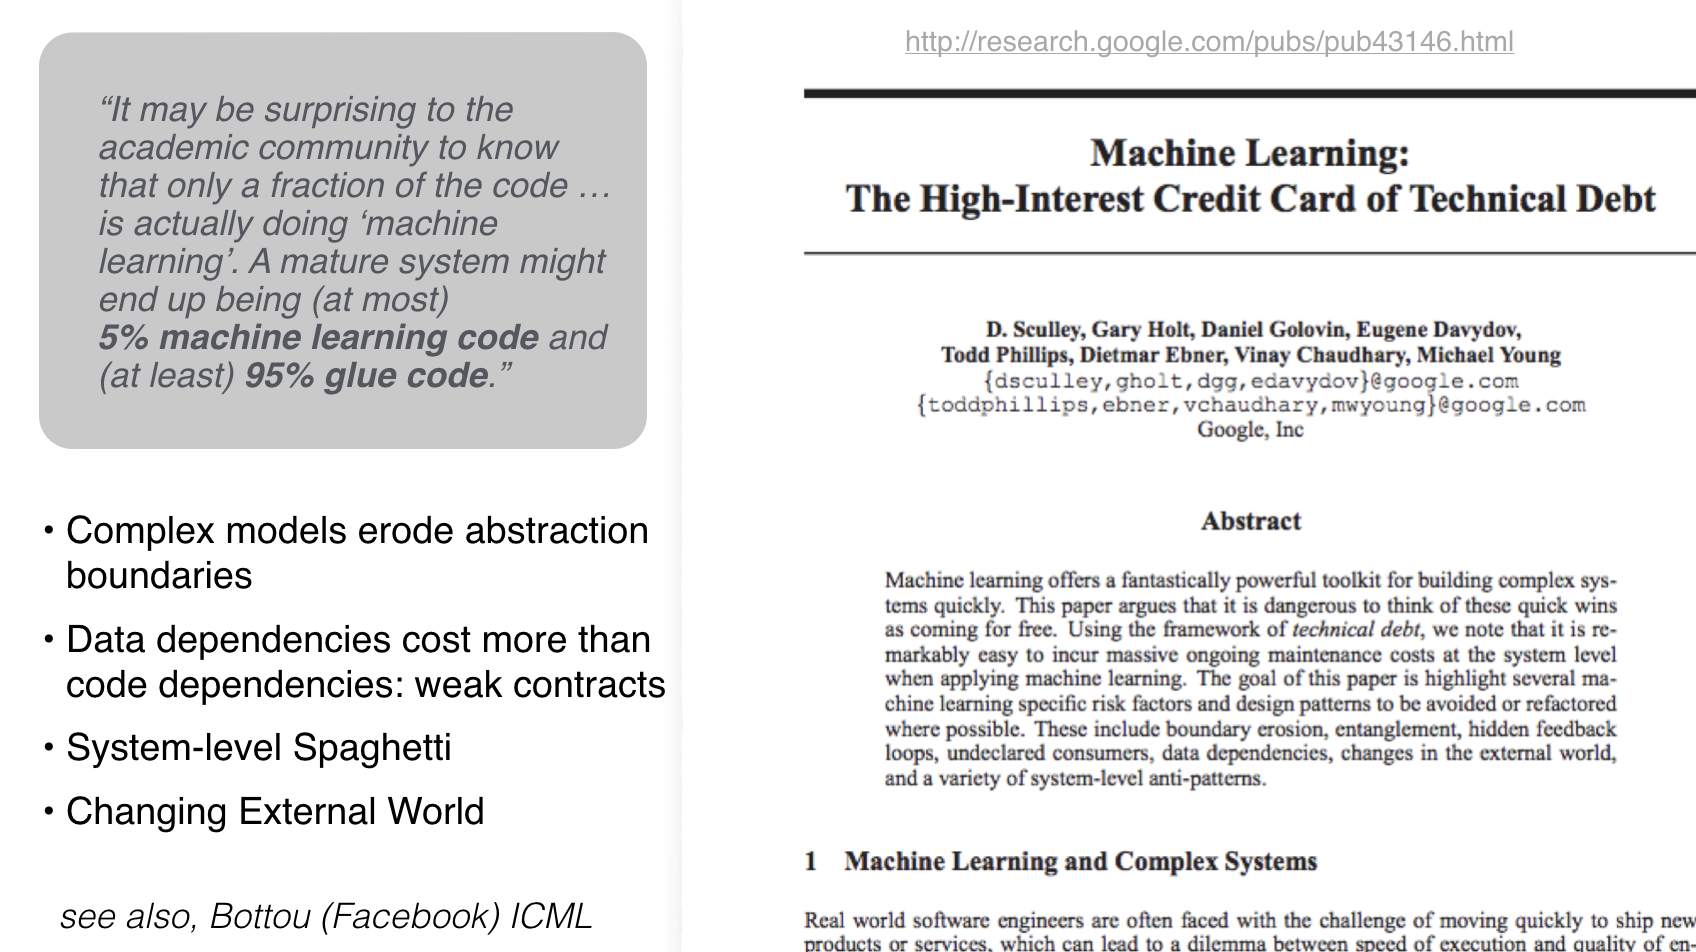 “It may be surprising to the
academic community to know
that only a fraction of the code …
is actually doing ‘machine
learning’. A mature system might
end up being (at most)
5% machine learning code and
(at least) 95% glue code.”
• Complex models erode abstraction
boundaries
• Data dependencies cost more than
code dependencies: weak contracts
• System-level Spaghetti
• Changing External World
see also, Bottou (Facebook) ICML
http://research.google.com/pubs/pub43146.html
Machine Learning:
The High-Interest Credit Card of Technical Debt
D. Sculley, Gary Holt, Daniel Golovin, Eugene Davydov,
Todd Phillips, Dietmar Ebner, Vinay Chaudhary, Michael Young
{dsculley,gholt,dgg,edavydov}@google.com
{toddphillips,ebner,vchaudhary,mwyoung}@google.com
Google, Inc
Abstract
Machine learning offers a fantastically powerful toolkit for building complex sys-
tems quickly. This paper argues that it is dangerous to think of these quick wins
as coming for free. Using the framework of technical debt, we note that it is re-
markably easy to incur massive ongoing maintenance costs at the system level
when applying machine learning. The goal of this paper is highlight several ma-
chine learning specific risk factors and design patterns to be avoided or refactored
where possible. These include boundary erosion, entanglement, hidden feedback
loops, undeclared consumers, data dependencies, changes in the external world,
and a variety of system-level anti-patterns.
1 Machine Learning and Complex Systems
Real world software engineers are often faced with the challenge of moving quickly to ship new
products or services, which can lead to a dilemma between speed of execution and quality of en-